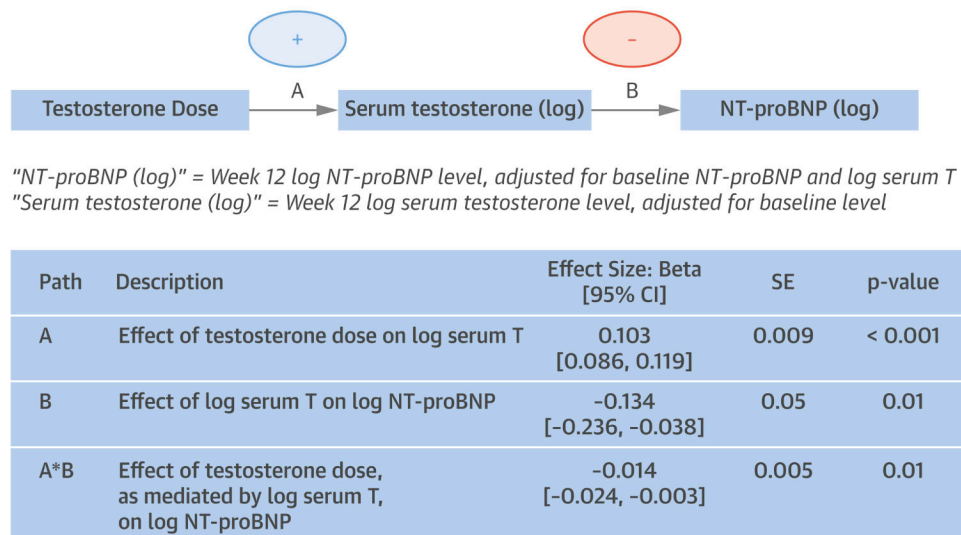 +
-
A
B
Testosterone Dose
Serum testosterone (log)
NT-proBNP (log)
"NT-proBNP (log)" = Week 12 log NT-proBNP level, adjusted for baseline NT-proBNP and log serum T
"Serum testosterone (log)" = Week 12 log serum testosterone level, adjusted for baseline level
Path Description Effect Size: Beta [95% CI] SE p-value
A Effect of testosterone dose on log serum T 0.103 0.009 < 0.001
[0.086, 0.119]
B Effect of log serum T on log NT-proBNP -0.134 0.05 0.01
[-0.236, -0.038]
A*B Effect of testosterone dose, -0.014 0.005 0.01
as mediated by log serum T, [-0.024, -0.003]
on log NT-proBNP